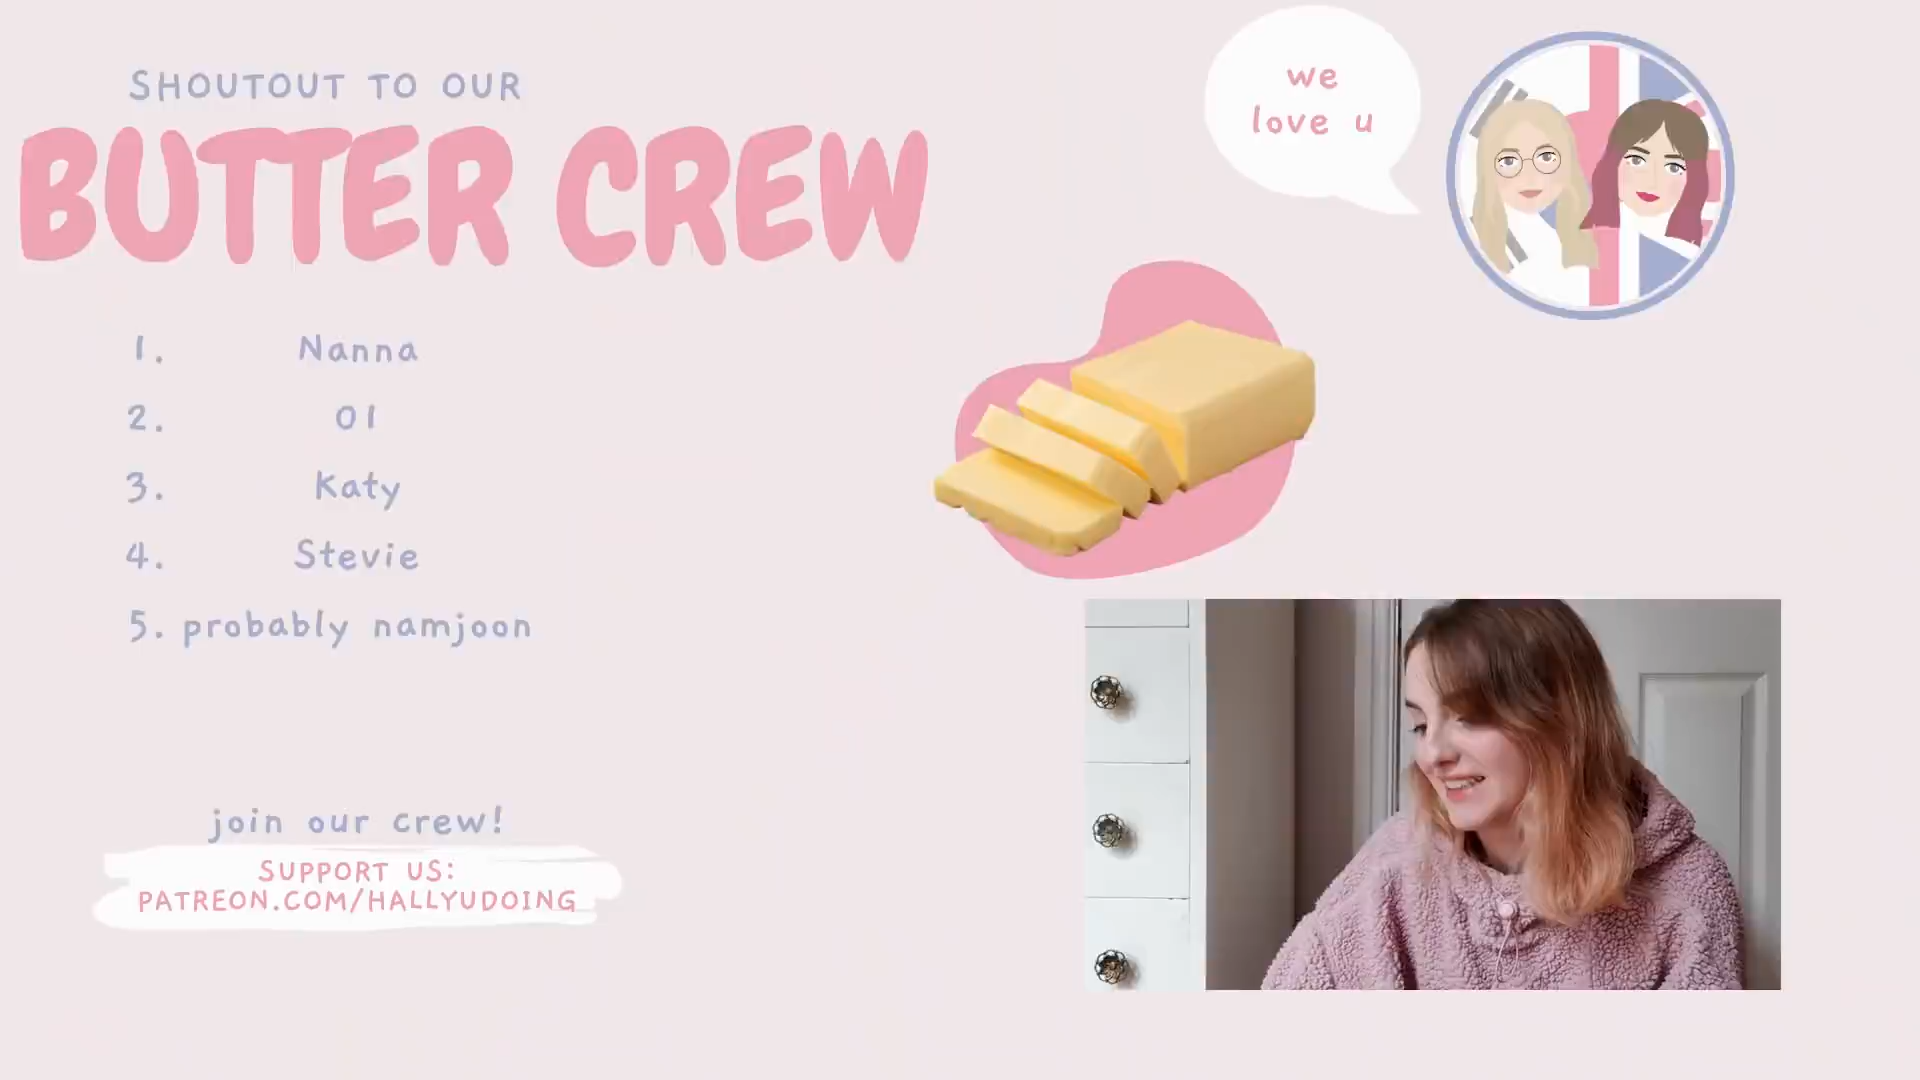 SHOUTOUT TO OUR
BUTTER CREW
1. Nanna
2. 01
3. Katy
4. Stevie
5. probably namjoon
join our crew!
SUPPORT US:
PATREON.COM/HALLYUDOING
we
love u